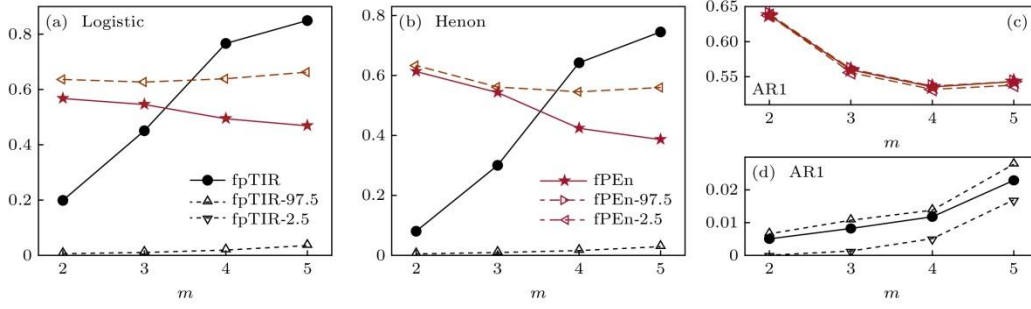 (a) Logistic
0.8
0.6
0.4
0.2
0
fpTIR
fpTIR-97.5
fpTIR-2.5
2 3 4 5
m
(b) Henon
0.8
0.6
0.4
0.2
0
fPEn
fPEn-97.5
fPEn-2.5
2 3 4 5
m
0.65
(c)
0.60
0.55
AR1
2 3 4 5
m
(d) AR1
0.02
0.01
0
2 3 4 5
m